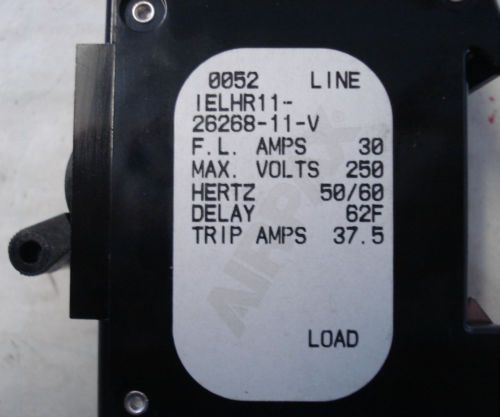 0052 LINE
IELHR11-
26268-11-V
F.L. AMPS 30
MAX. VOLTS 250
HERTZ 50/60
DELAY 62F
TRIP AMPS 37.5
AIRPAX
LOAD